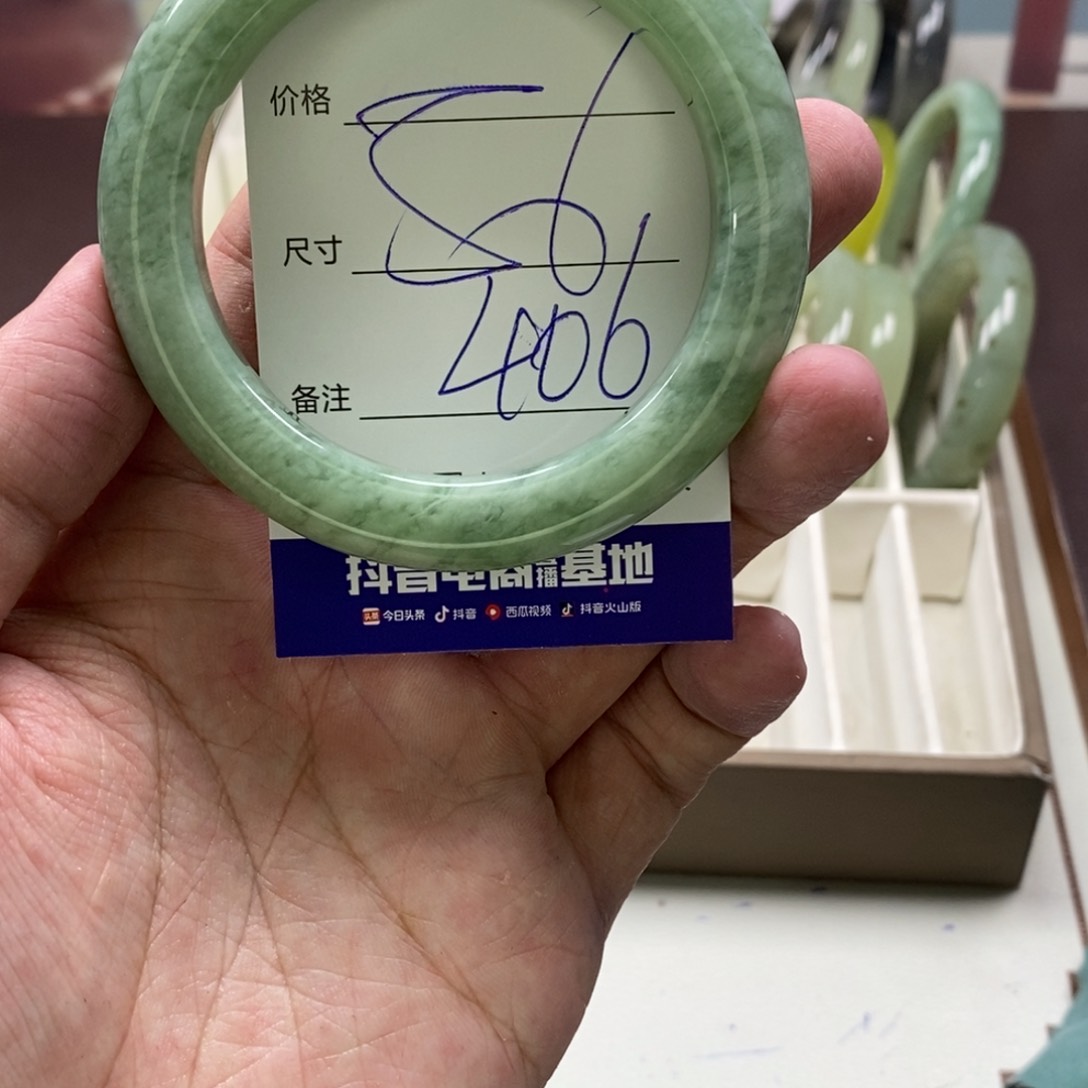 价格
56
尺寸
406
备注
抖音电商直播基地
今日头条 抖音 西瓜视频 抖音火山版